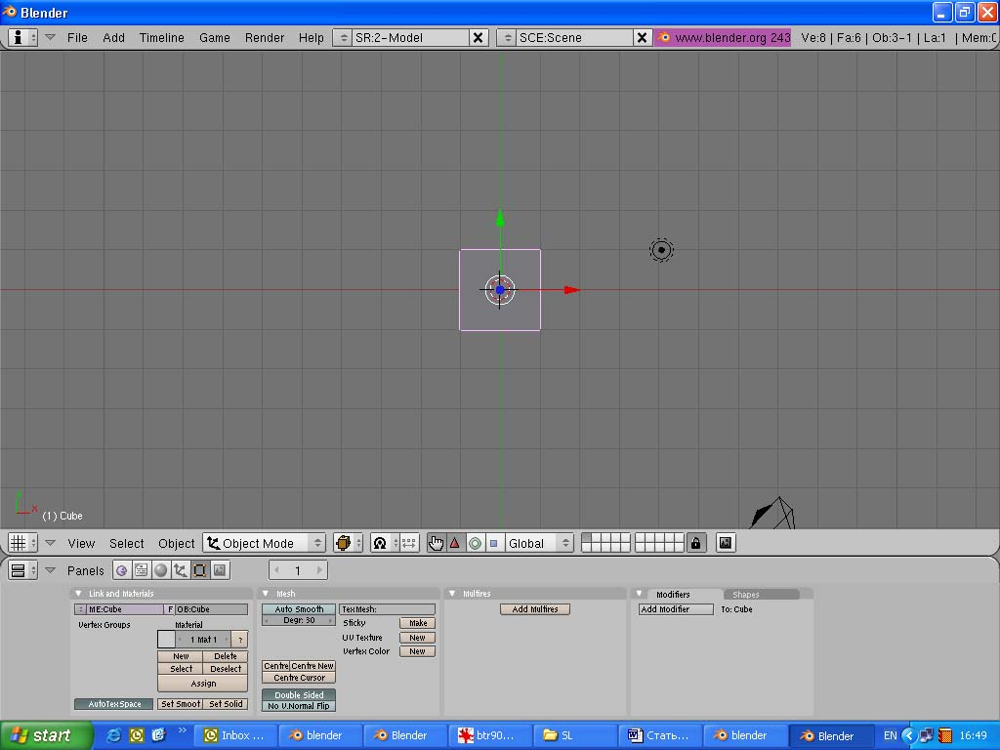 Blender
File Add Timeline Game Render Help SR:2-Model SCE:Scene www.blender.org 243 Ve:8 | Fa:6 | Ob:3-1 | La:1 | Mem:0
x
(1) Cube
View Select Object Object Mode Global
Panels 1
Link and Materials Mesh Multires Modifiers Shapes
ME:Cube F OB:Cube Auto Smooth TexMesh: Add Multires Add Modifier To: Cube
Degr: 30
Vertex Groups Material Sticky Make
1 Mat 1 ? UV Texture New
Vertex Color New
New Delete
Select Deselect Centre Centre New
Assign Centre Cursor
Double Sided
AutoTexSpace Set Smoot Set Solid No V.Normal Flip
start Inbox ... blender Blender btr90... SL Стать... blender Blender EN 16:49